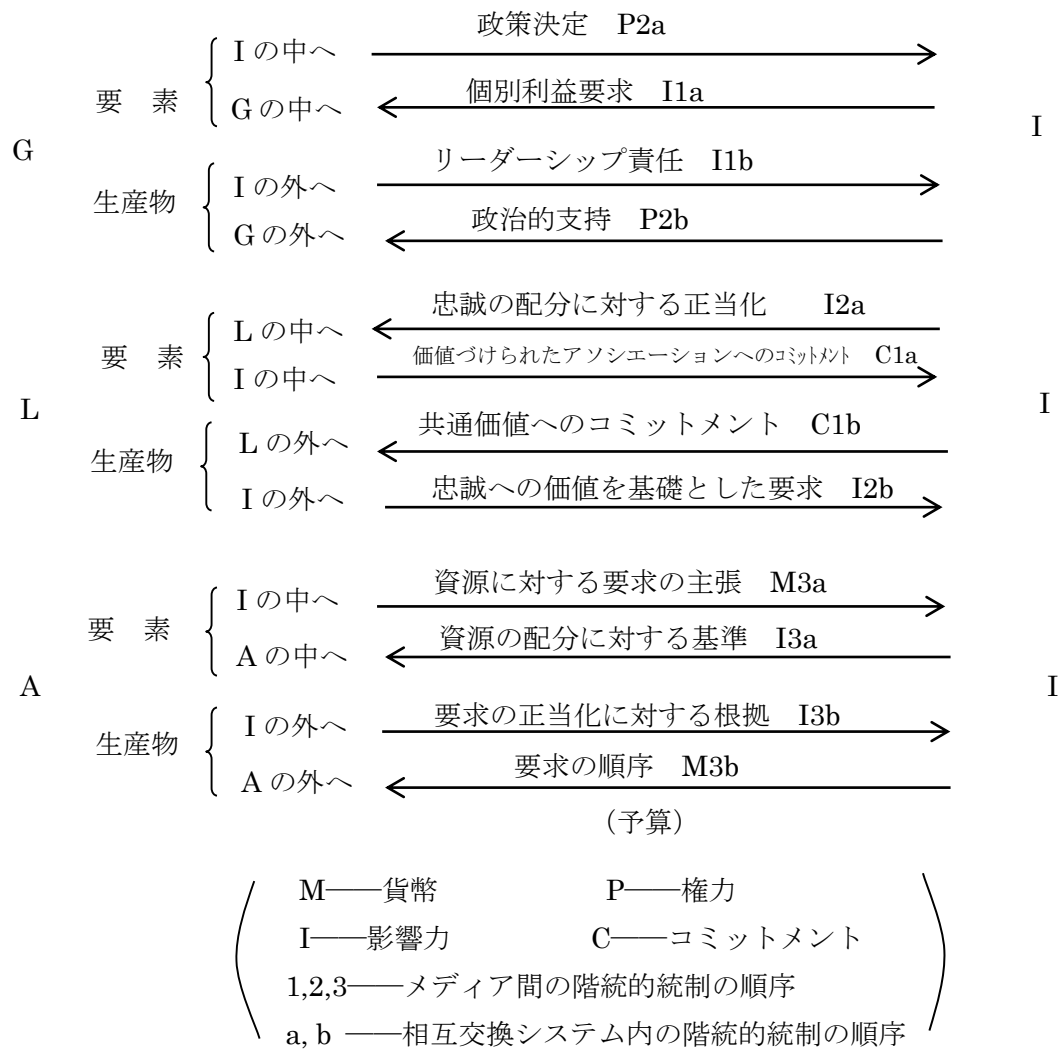 政策決定 P2a
I の中へ
要 素
個別利益要求 I1a
G の中へ
I
G
リーダーシップ責任 I1b
I の外へ
生産物
政治的支持 P2b
G の外へ
忠誠の配分に対する正当化 I2a
L の中へ
要 素
価値づけられたアソシエーションへのコミットメント C1a
I の中へ
L
I
共通価値へのコミットメント C1b
L の外へ
生産物
忠誠への価値を基礎とした要求 I2b
I の外へ
資源に対する要求の主張 M3a
I の中へ
要 素
資源の配分に対する基準 I3a
A の中へ
A
I
要求の正当化に対する根拠 I3b
I の外へ
生産物
要求の順序 M3b
A の外へ
（予算）
M――貨幣 P――権力
I――影響力 C――コミットメント
1,2,3――メディア間の階統的統制の順序
a, b ――相互交換システム内の階統的統制の順序